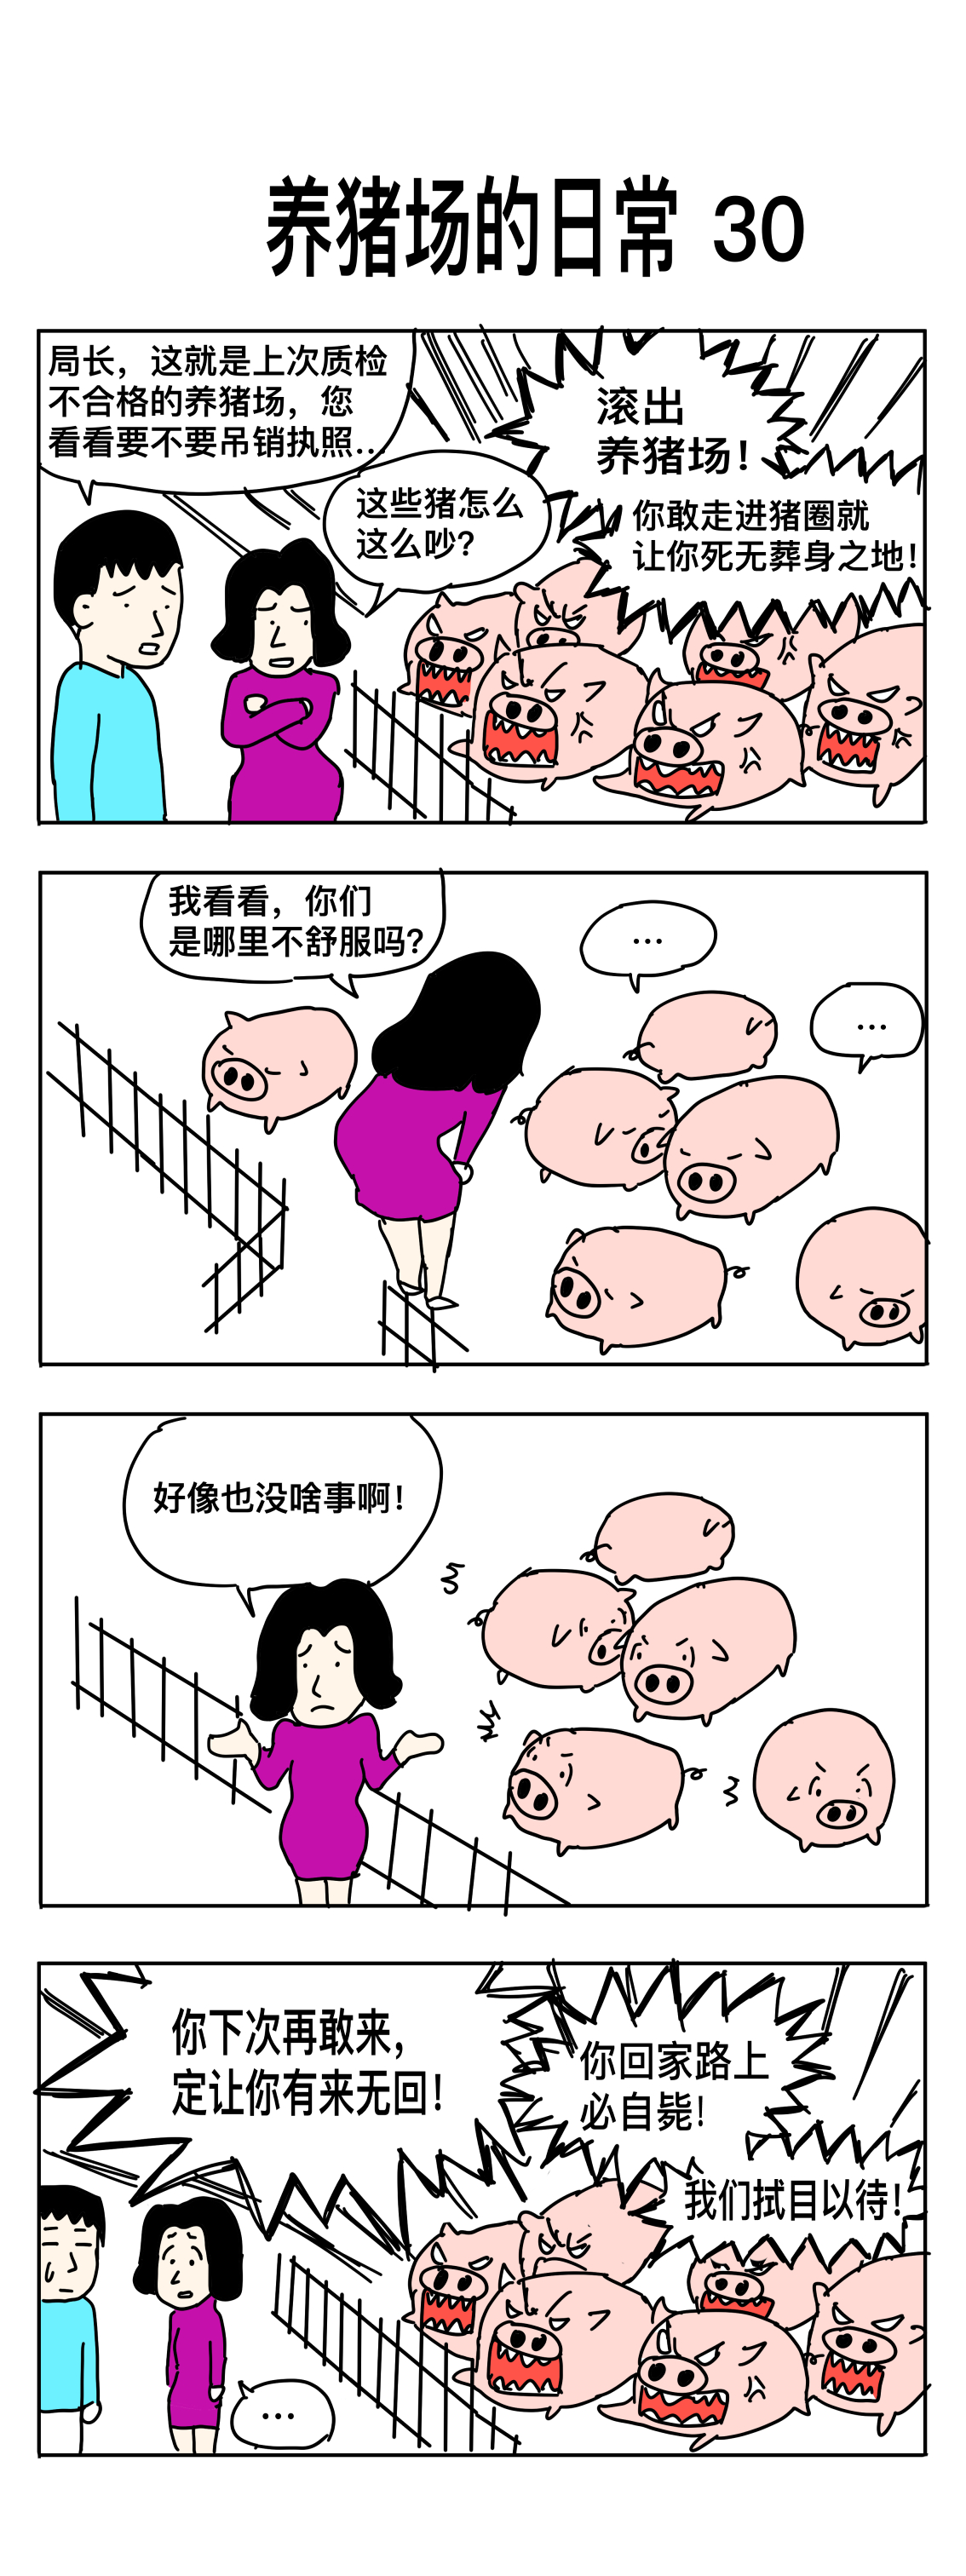 养猪场的日常 30
局长，这就是上次质检
不合格的养猪场，您
看看要不要吊销执照...
这些猪怎么
这么吵？
滚出
养猪场！
你敢走进猪圈就
让你死无葬身之地！
我看看，你们
是哪里不舒服吗？
...
...
好像也没啥事啊！
你下次再敢来，
定让你有来无回！
你回家路上
必自毙！
我们拭目以待！
...